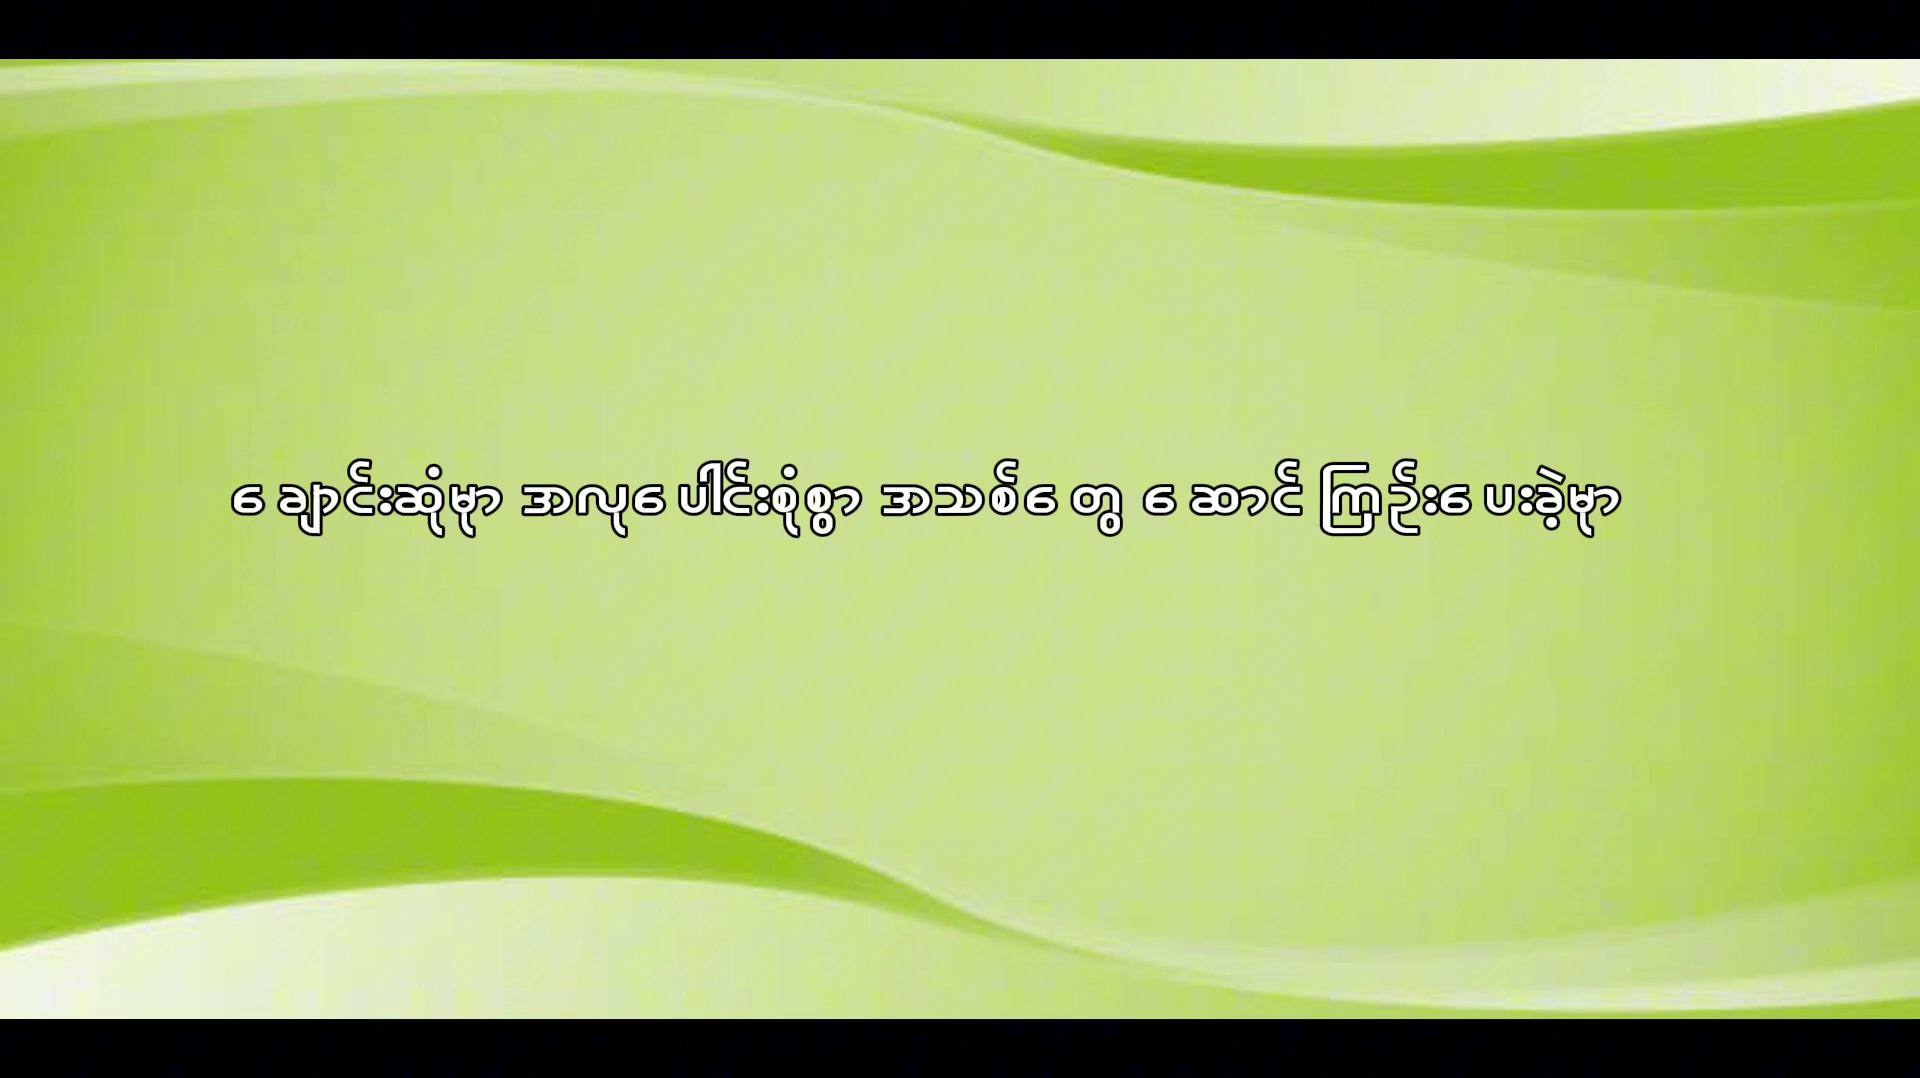 ချောင်းဆုံမှာ အလုပေါင်းစုံစွာ အသစ်တွေ ဆောင် ကြဉ်းပေးခဲ့မှာ